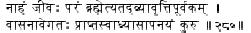 नाहं जीवः परं ब्रह्मेत्यतद्व्यावृत्तिपूर्वकम् ।
वासनावेगतः प्राप्तस्वाध्यासापनयं कुरु ॥ २८० ॥